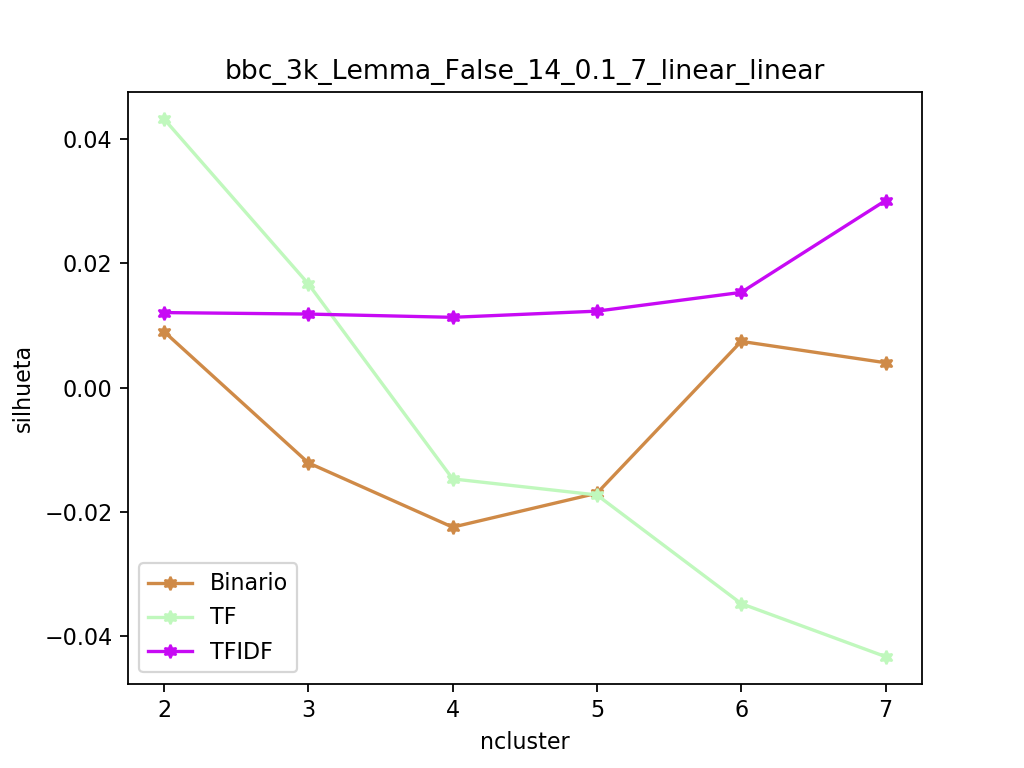 bbc_3k_Lemma_False_14_0.1_7_linear_linear
silhueta
0.04
0.02
0.00
−0.02
−0.04
Binario
TF
TFIDF
2 3 4 5 6 7
ncluster